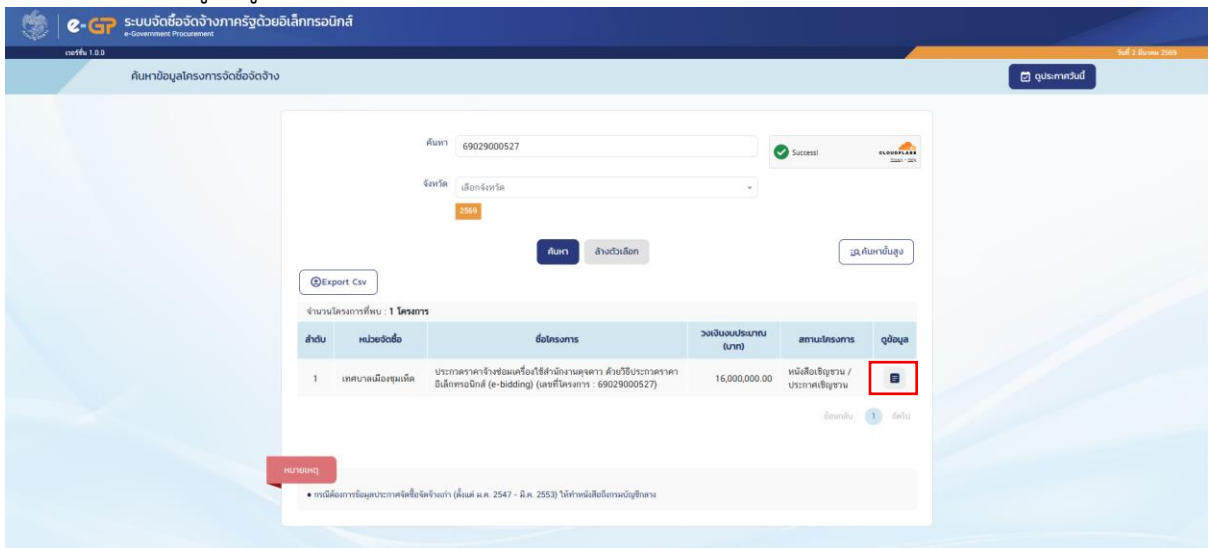 e-GP ระบบจัดซื้อจัดจ้างภาครัฐด้วยอิเล็กทรอนิกส์
e-Government Procurement
เวอร์ชั่น 1.0.0
วันที่ 2 มีนาคม 2569
ค้นหาข้อมูลโครงการจัดซื้อจัดจ้าง
ดูประกาศวันนี้
ค้นหา 69029000527
Success!
CLOUDFLARE
จังหวัด เลือกจังหวัด
2569
ค้นหา ล้างตัวเลือก ค้นหาขั้นสูง
Export Csv
จำนวนโครงการที่พบ : 1 โครงการ
ลำดับ หน่วยจัดซื้อ ชื่อโครงการ วงเงินงบประมาณ (บาท) สถานะโครงการ ดูข้อมูล
1 เทศบาลเมืองชุมเห็ด ประกวดราคาจ้างซ่อมเครื่องใช้สำนักงานดุจดาว ด้วยวิธีประกวดราคา 16,000,000.00 หนังสือเชิญชวน /
อิเล็กทรอนิกส์ (e-bidding) (เลขที่โครงการ : 69029000527) ประกาศเชิญชวน
ย้อนกลับ 1 ถัดไป
หมายเหตุ
• กรณีต้องการข้อมูลประกาศจัดซื้อจัดจ้างเก่า (ตั้งแต่ ม.ค. 2547 - มี.ค. 2553) ให้ทำหนังสือถึงกรมบัญชีกลาง